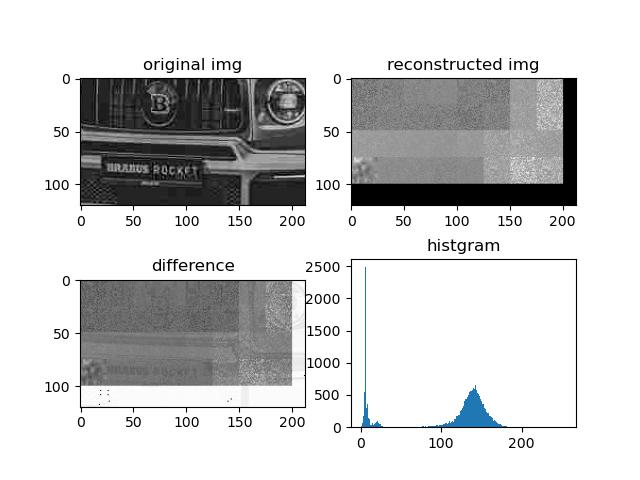 original img
reconstructed img
0
50
100
0 50 100 150 200
0
50
100
0 50 100 150 200
B
BRABUS ROCKET
difference
histgram
0
50
100
0 50 100 150 200
2500
2000
1500
1000
500
0
0 100 200